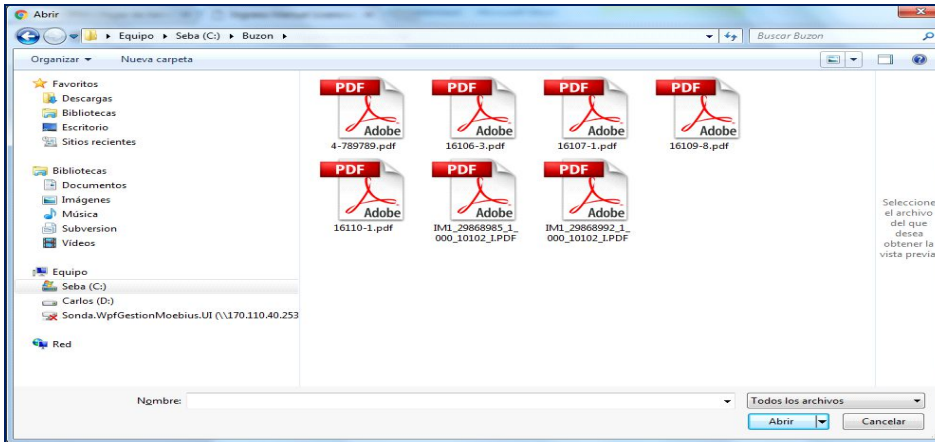 Abrir
Equipo Seba (C:) Buzon
Buscar Buzon
Organizar
Nueva carpeta
Favoritos
Descargas
Bibliotecas
Escritorio
Sitios recientes
Bibliotecas
Documentos
Imágenes
Música
Subversion
Vídeos
Equipo
Seba (C:)
Carlos (D:)
Sonda.WpfGestionMoebius.UI (\\170.110.40.253
Red
PDF PDF PDF PDF
Adobe Adobe Adobe Adobe
4-789789.pdf 16106-3.pdf 16107-1.pdf 16109-8.pdf
PDF PDF PDF
Adobe Adobe Adobe
16110-1.pdf IM1_29868985_1_ IM1_29868992_1_
000_10102_I.PDF 000_10102_I.PDF
Seleccione
el archivo
del que
desea
obtener la
vista previa
Nombre:
Todos los archivos
Abrir
Cancelar